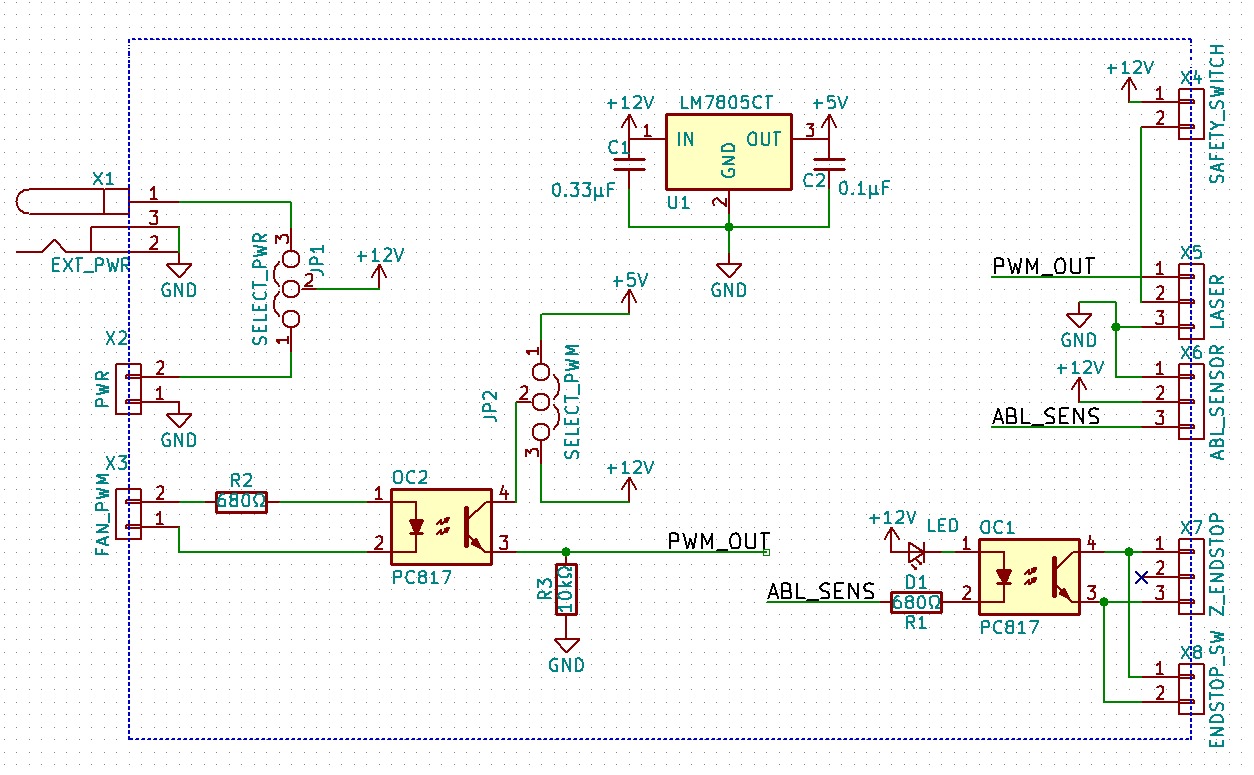 SAFETY_SWITCH
+12V
X4
1
2
+12V
LM7805CT
+5V
1
IN
OUT
3
GND
C1
0.33µF
C2
0.1µF
U1
2
GND
X1
1
3
2
EXT_PWR
GND
SELECT_PWR
3
JP1
2
1
+12V
X2
PWR
2
1
GND
+5V
JP2
1
2
3
SELECT_PWM
+12V
PWM_OUT
X5
1
2
3
LASER
GND
X6
+12V
1
2
3
ABL_SENSOR
ABL_SENS
X3
FAN_PWM
2
1
R2
680Ω
OC2
1
4
2
3
PC817
PWM_OUT
R3
10kΩ
GND
+12V
LED
OC1
D1
1
4
ABL_SENS
680Ω
R1
2
3
PC817
X7
1
2
3
Z_ENDSTOP
X8
1
2
ENDSTOP_SW